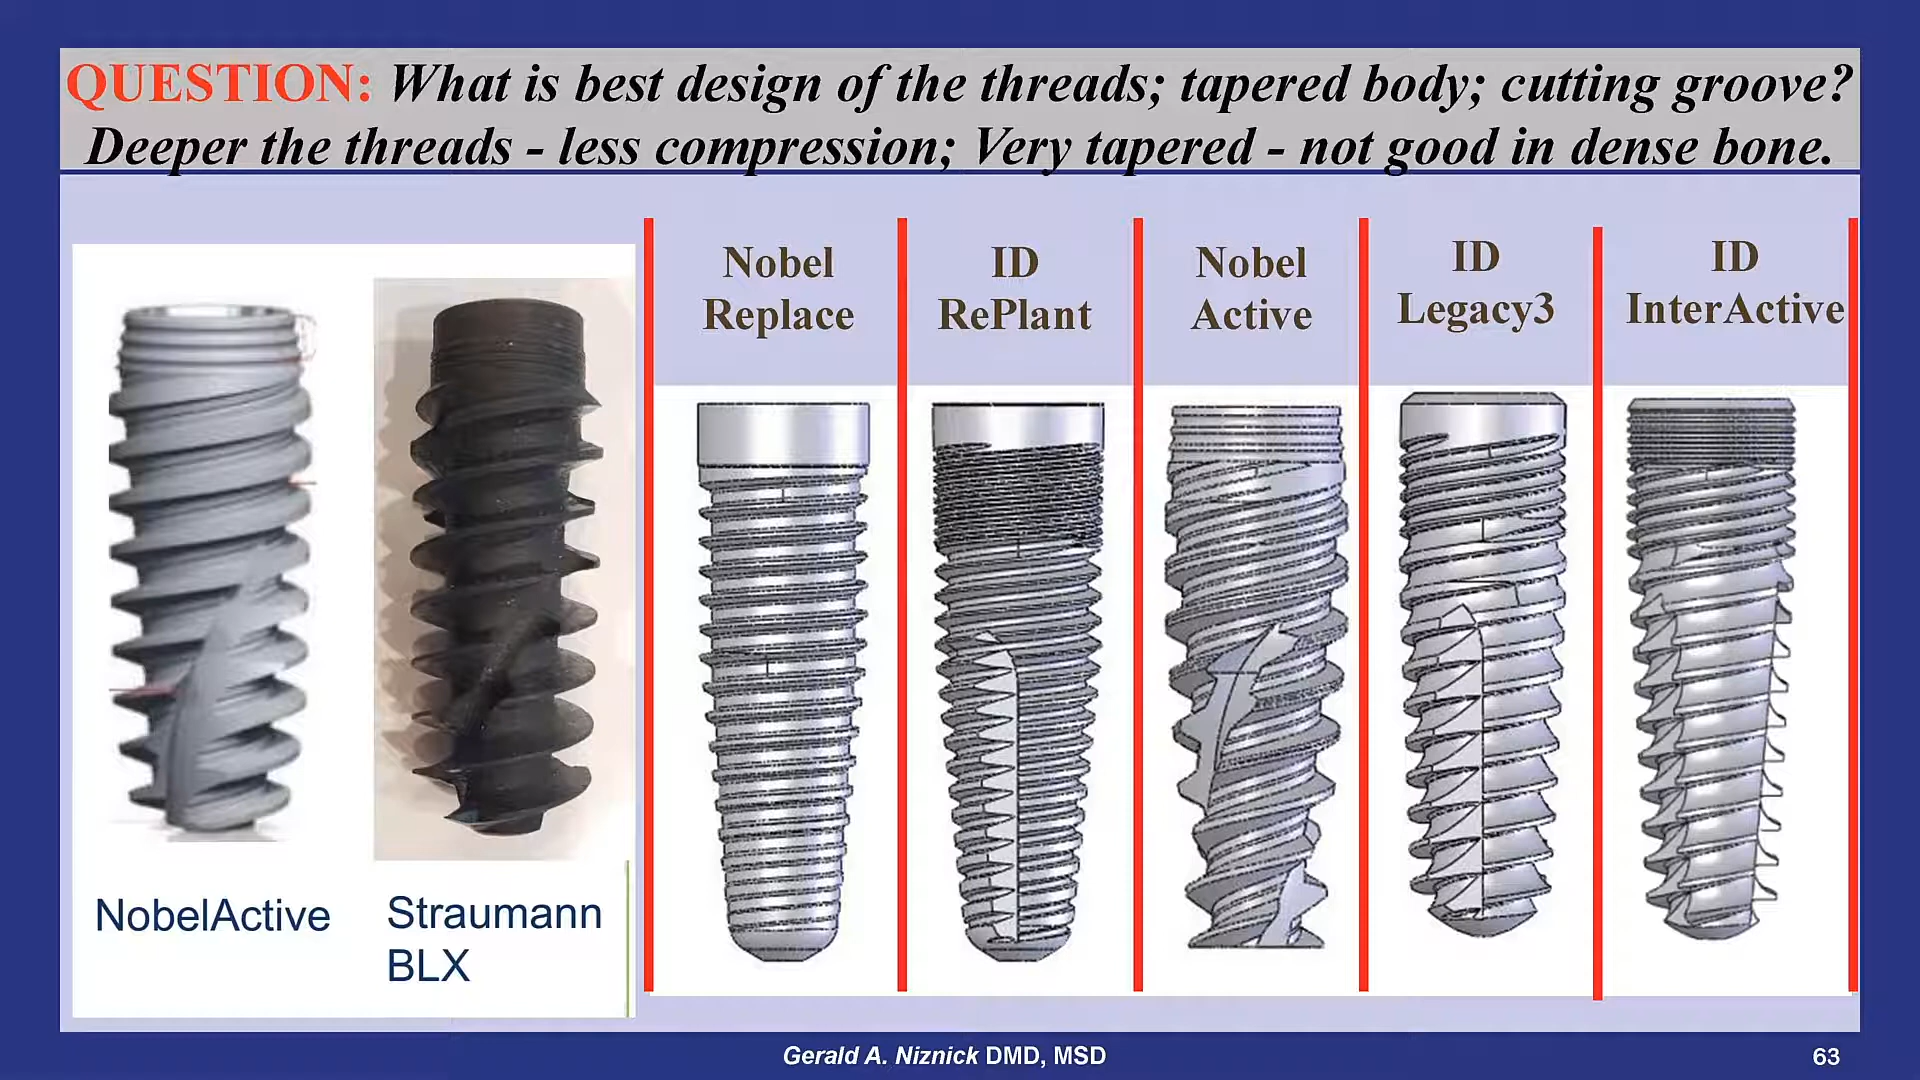 QUESTION: What is best design of the threads; tapered body; cutting groove?
Deeper the threads - less compression; Very tapered - not good in dense bone.
NobelActive
Straumann
BLX
Nobel
Replace
ID
RePlant
Nobel
Active
ID
Legacy3
ID
InterActive
Gerald A. Niznick DMD, MSD
63